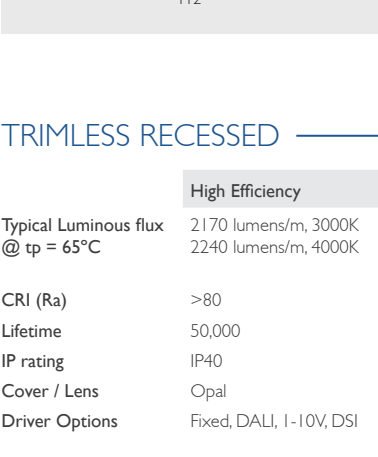 TRIMLESS RECESSED
High Efficiency
Typical Luminous flux 2170 lumens/m, 3000K
@ tp = 65°C 2240 lumens/m, 4000K
CRI (Ra) >80
Lifetime 50,000
IP rating IP40
Cover / Lens Opal
Driver Options Fixed, DALI, 1-10V, DSI